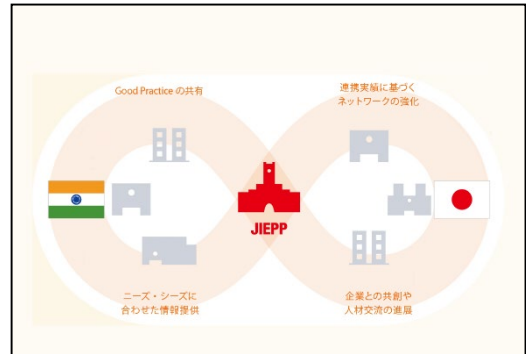 Good Practice の共有
連携実績に基づく
ネットワークの強化
JIEPP
ニーズ・シーズに
合わせた情報提供
企業との共創や
人材交流の進展